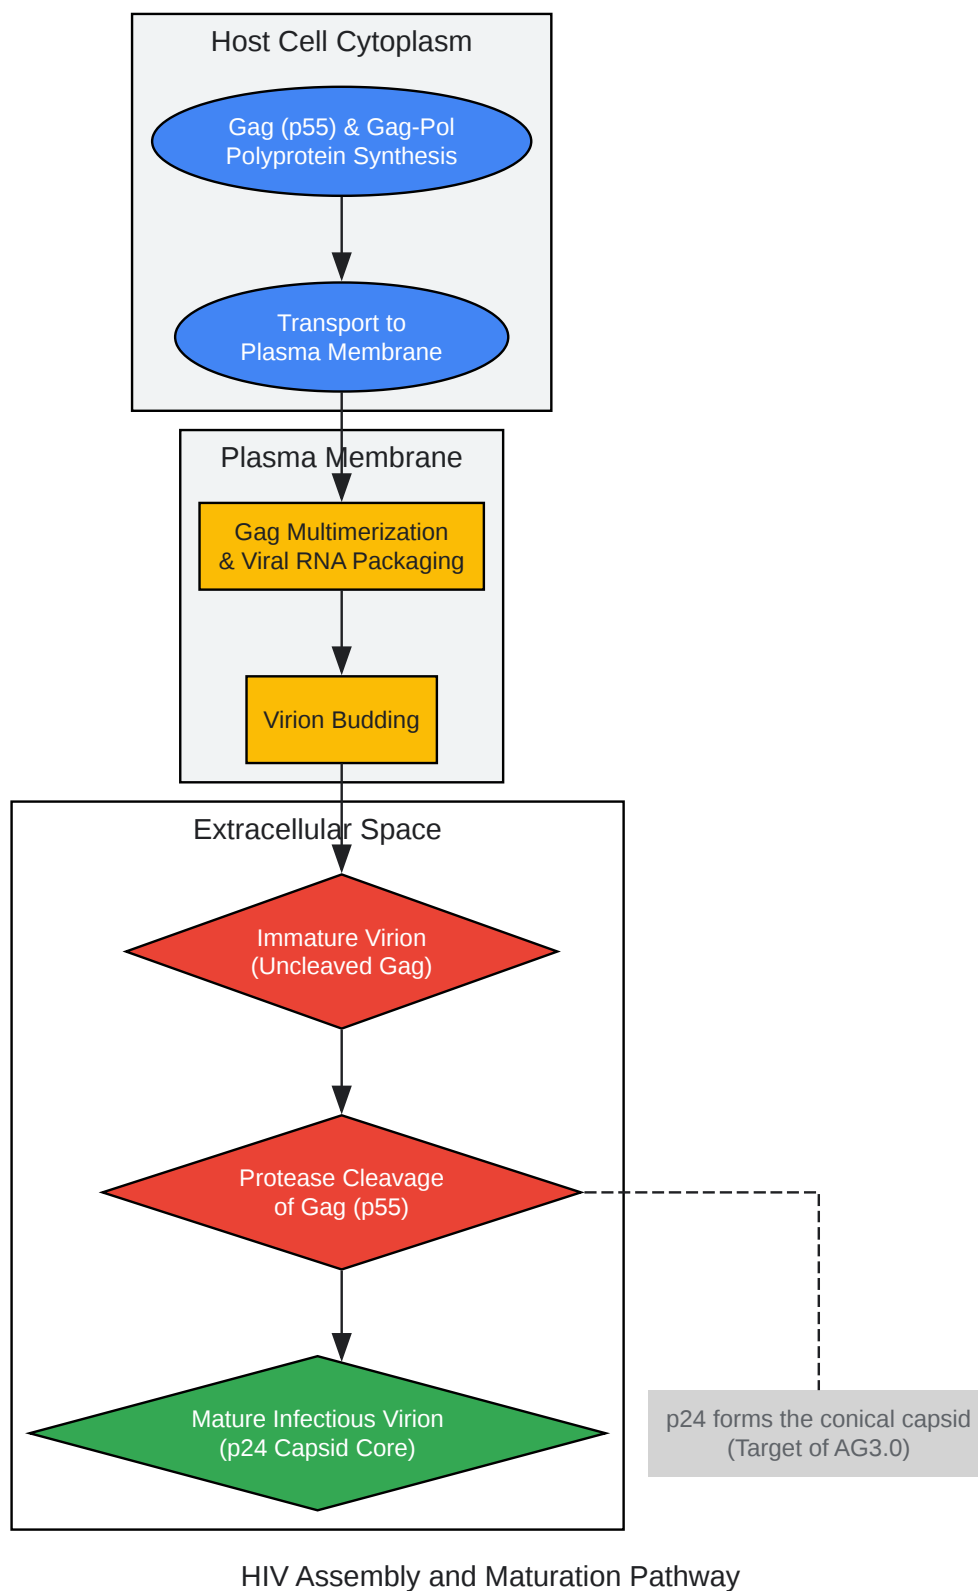 Host Cell Cytoplasm
Gag (p55) & Gag-Pol
Polyprotein Synthesis
Transport to
Plasma Membrane
Plasma Membrane
Gag Multimerization
& Viral RNA Packaging
Virion Budding
Extracellular Space
Immature Virion
(Uncleaved Gag)
Protease Cleavage
of Gag (p55)
Mature Infectious Virion
(p24 Capsid Core)
p24 forms the conical capsid
(Target of AG3.0)
HIV Assembly and Maturation Pathway